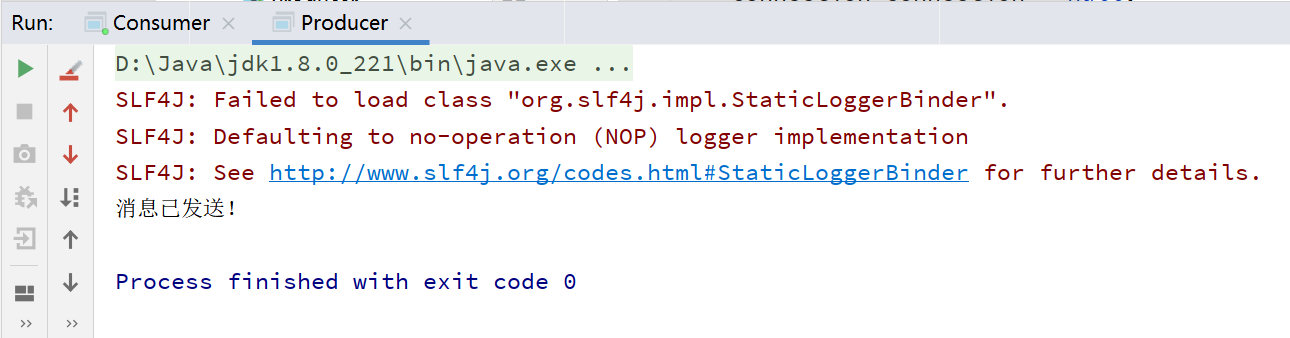 Run: Consumer Producer
D:\Java\jdk1.8.0_221\bin\java.exe ...
SLF4J: Failed to load class "org.slf4j.impl.StaticLoggerBinder".
SLF4J: Defaulting to no-operation (NOP) logger implementation
SLF4J: See http://www.slf4j.org/codes.html#StaticLoggerBinder for further details.
消息已发送!
Process finished with exit code 0